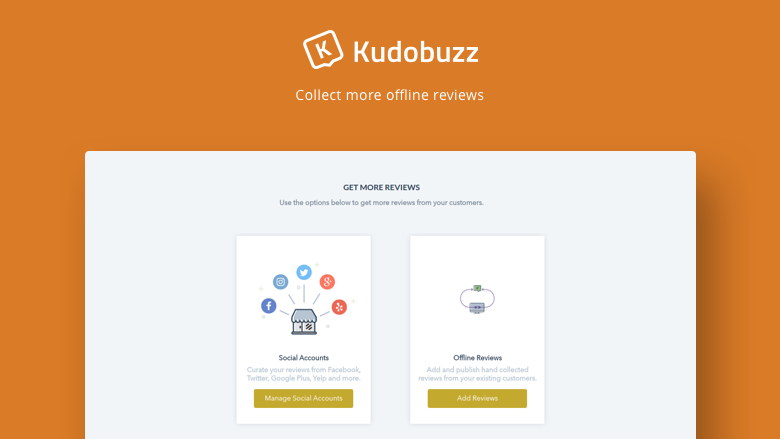 K Kudobuzz
Collect more offline reviews
GET MORE REVIEWS
Use the options below to get more reviews from your customers.
Social Accounts
Curate your reviews from Facebook,
Twitter, Google Plus, Yelp and more.
Manage Social Accounts
Offline Reviews
Add and publish hand collected
reviews from your existing customers.
Add Reviews